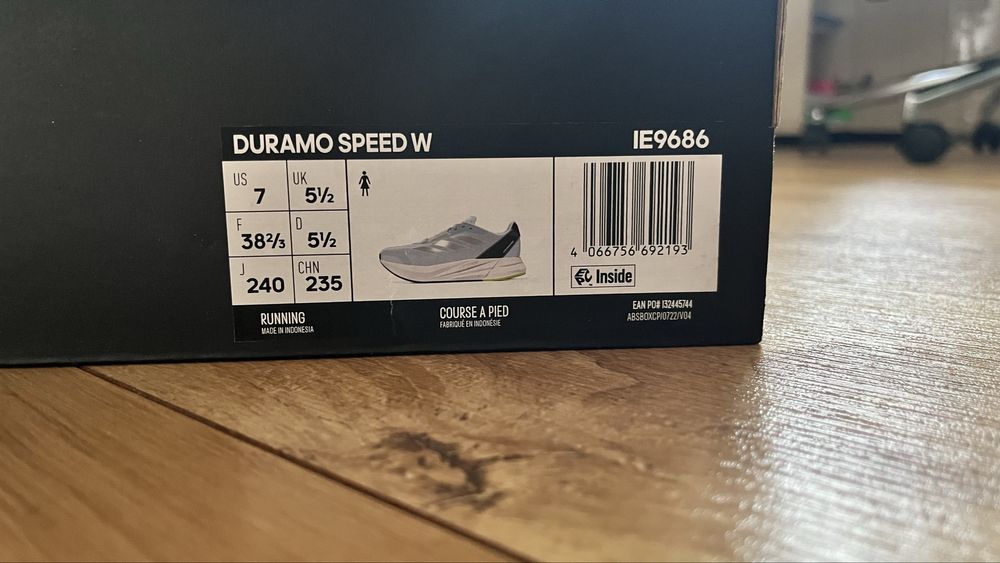 DURAMO SPEED W
IE9686
US 7
UK 5½
F 38⅔
D 5½
J 240
CHN 235
4 066756 692193
Inside
RUNNING
MADE IN INDONESIA
COURSE A PIED
FABRIQUÉ EN INDONÉSIE
EAN PO# 132445744
ABSBOXCPI0722/V04